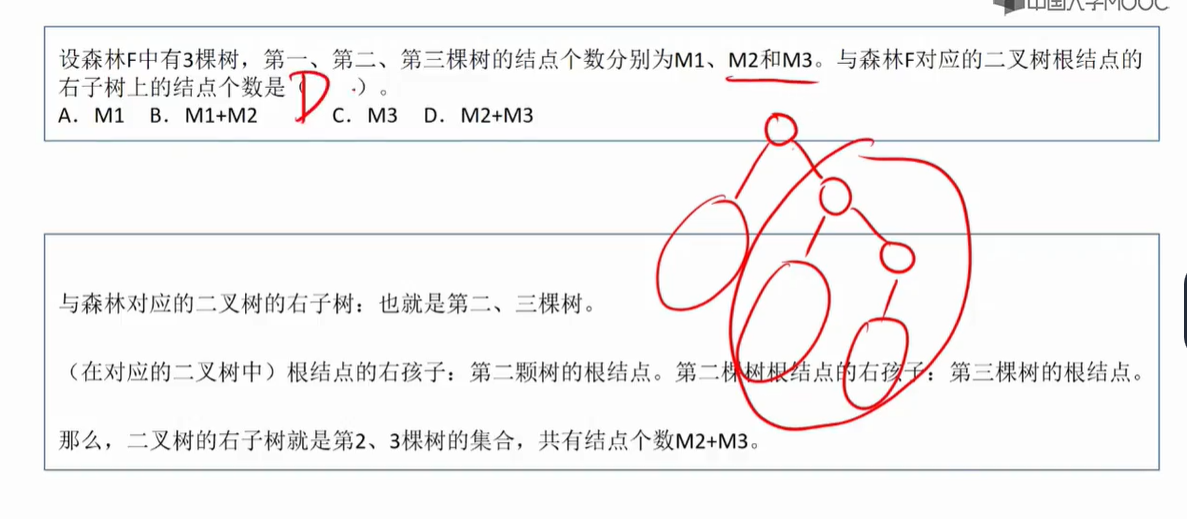 中国大学MOOC
设森林F中有3棵树，第一、第二、第三棵树的结点个数分别为M1、M2和M3。与森林F对应的二叉树根结点的
右子树上的结点个数是（ D ）。
A．M1 B．M1+M2 C．M3 D．M2+M3
与森林对应的二叉树的右子树：也就是第二、三棵树。
（在对应的二叉树中）根结点的右孩子：第二颗树的根结点。第二棵树根结点的右孩子：第三棵树的根结点。
那么，二叉树的右子树就是第2、3棵树的集合，共有结点个数M2+M3。